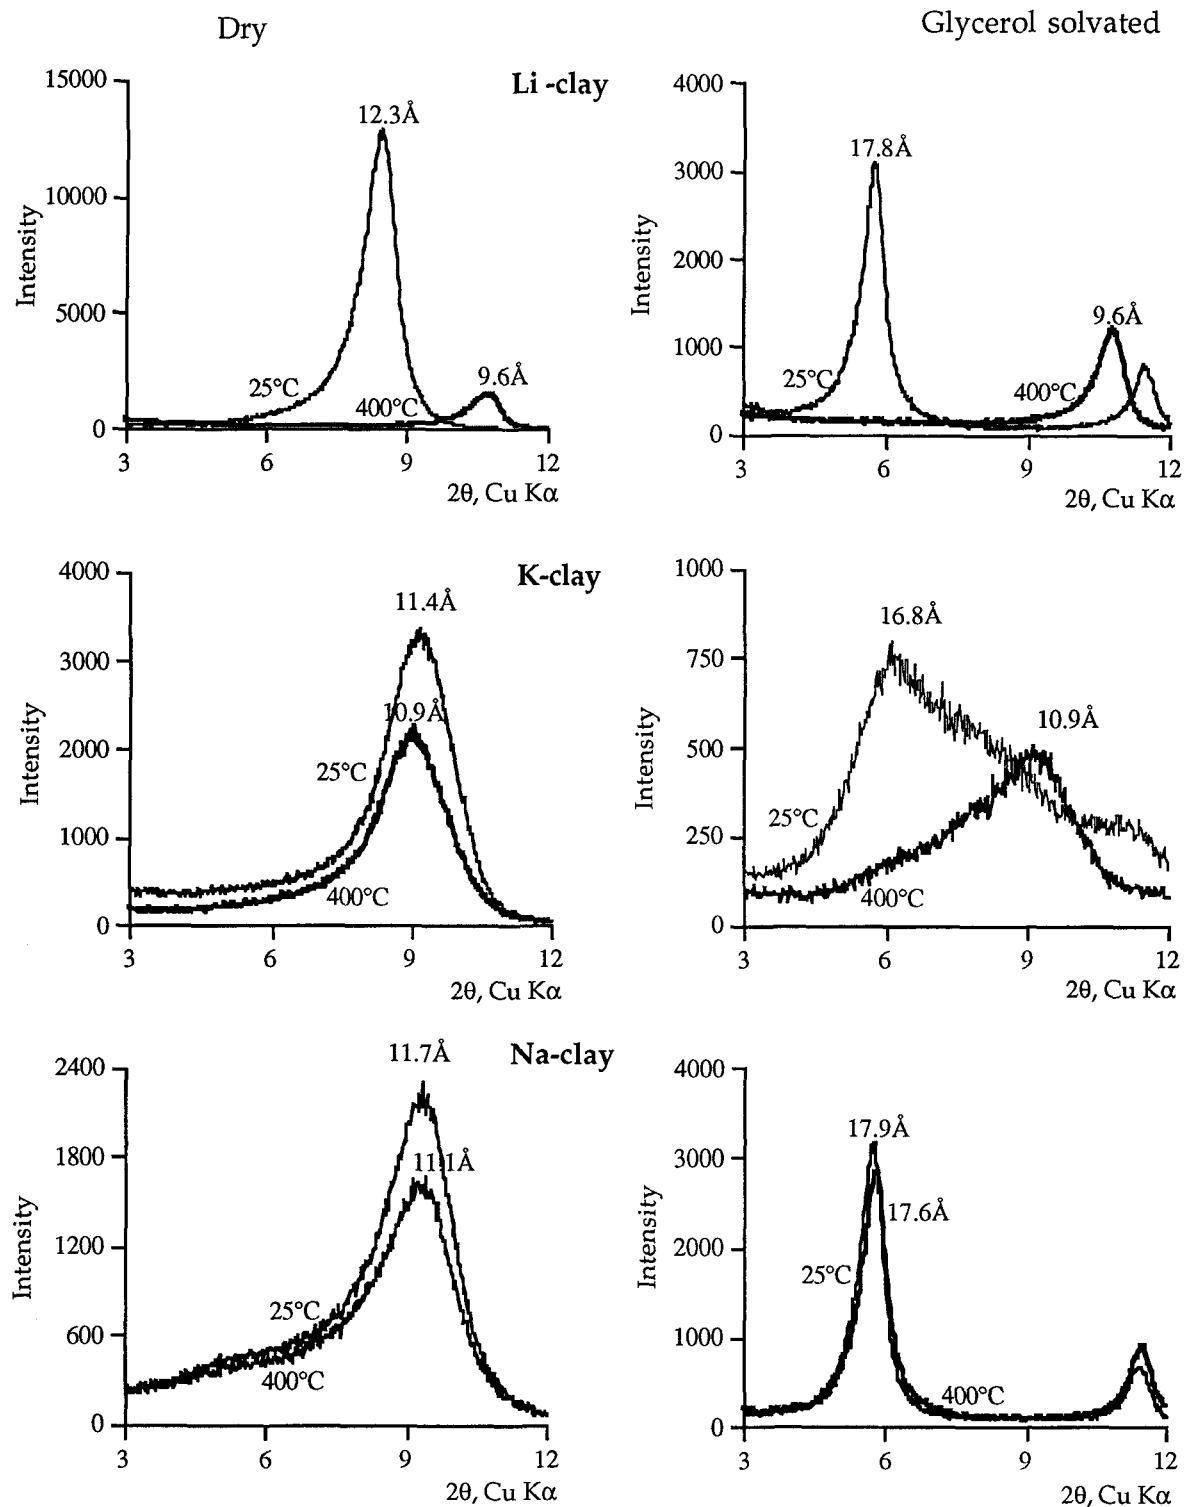 Dry
Glycerol solvated
Li -clay
15000
10000
5000
0
Intensity
12.3Å
9.6Å
25°C
400°C
3 6 9 12
2θ, Cu Kα
4000
3000
2000
1000
0
Intensity
17.8Å
9.6Å
25°C
400°C
3 6 9 12
2θ, Cu Kα
K-clay
4000
3000
2000
1000
0
Intensity
11.4Å
10.9Å
25°C
400°C
3 6 9 12
2θ, Cu Kα
1000
750
500
250
0
Intensity
16.8Å
10.9Å
25°C
400°C
3 6 9 12
2θ, Cu Kα
Na-clay
2400
1800
1200
600
0
Intensity
11.7Å
11.1Å
25°C
400°C
3 6 9 12
2θ, Cu Kα
4000
3000
2000
1000
0
Intensity
17.9Å
17.6Å
25°C
400°C
3 6 9 12
2θ, Cu Kα